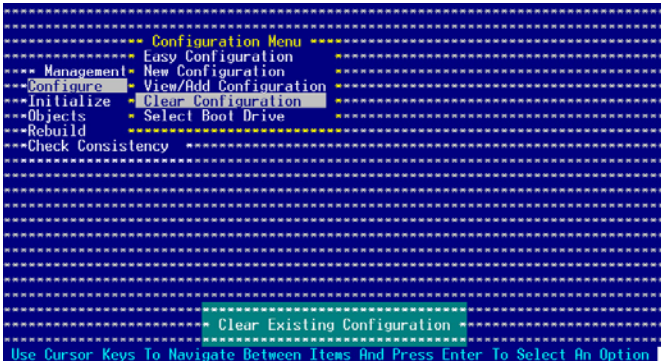 Configuration Menu
Easy Configuration
Management New Configuration
Configure View/Add Configuration
Initialize Clear Configuration
Objects Select Boot Drive
Rebuild
Check Consistency
Clear Existing Configuration
Use Cursor Keys To Navigate Between Items And Press Enter To Select An Option